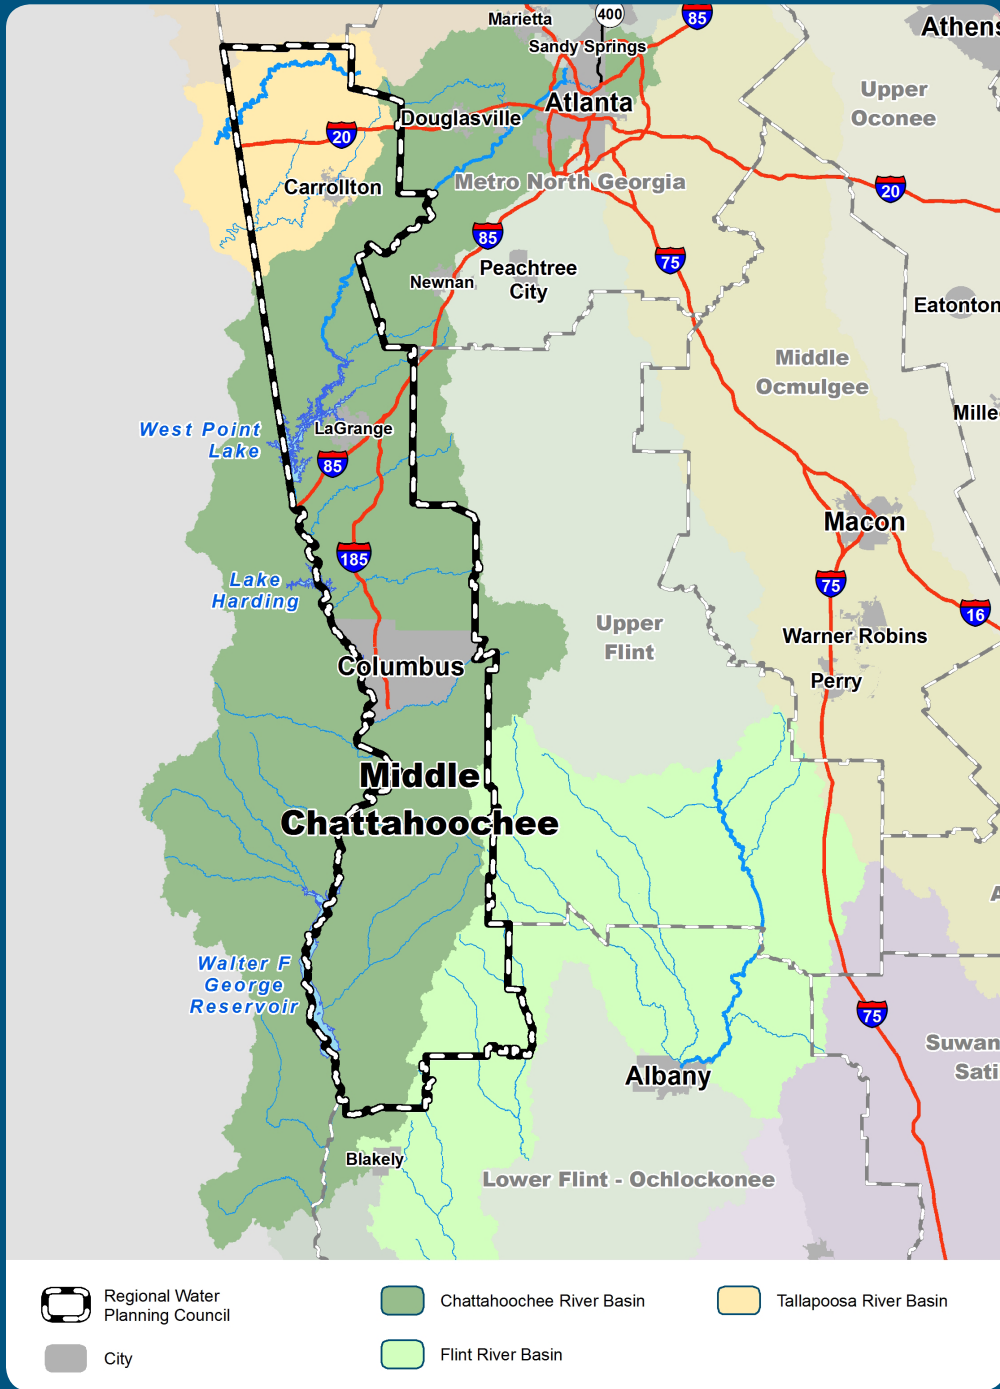 Marietta
400
85
Athens
Sandy Springs
Upper
Oconee
Atlanta
Douglasville
20
Carrollton
Metro North Georgia
20
85
75
Peachtree
City
Newnan
Eatonton
Middle
Ocmulgee
West Point
Lake
LaGrange
Mille
85
Macon
185
Lake
Harding
75
16
Upper
Flint
Warner Robins
Columbus
Perry
Middle
Chattahoochee
A
Walter F
George
Reservoir
75
Suwan
Sati
Albany
Blakely
Lower Flint - Ochlockonee
Regional Water
Planning Council
City
Chattahoochee River Basin
Flint River Basin
Tallapoosa River Basin